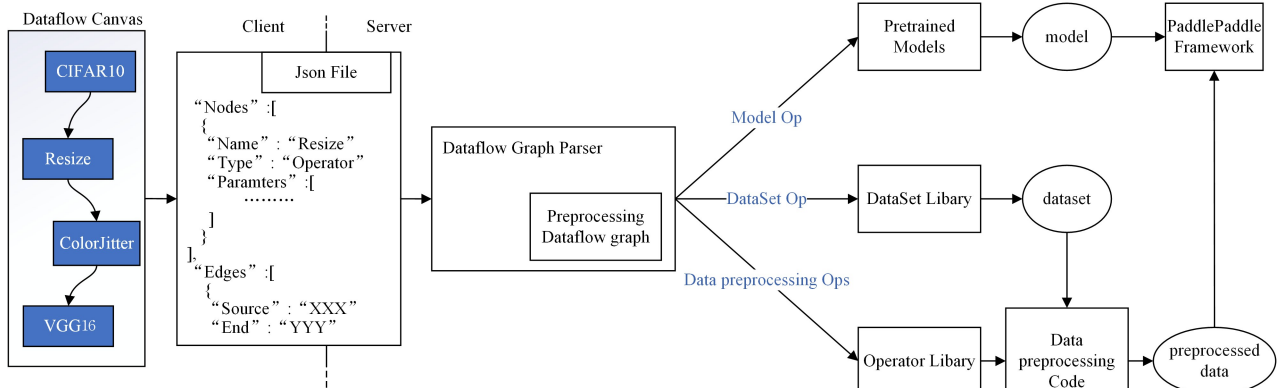 Dataflow Canvas
CIFAR10
Resize
ColorJitter
VGG16
Client
Server
Json File
“Nodes” :[
{
“Name” : “Resize”
“Type” : “Operator”
“Paramters” :[
………
]
}
],
“Edges” :[
{
“Source” : “XXX”
“End” : “YYY”
Dataflow Graph Parser
Preprocessing
Dataflow graph
Model Op
DataSet Op
Data preprocessing Ops
Pretrained
Models
model
PaddlePaddle
Framework
DataSet Libary
dataset
Operator Libary
Data
preprocessing
Code
preprocessed
data